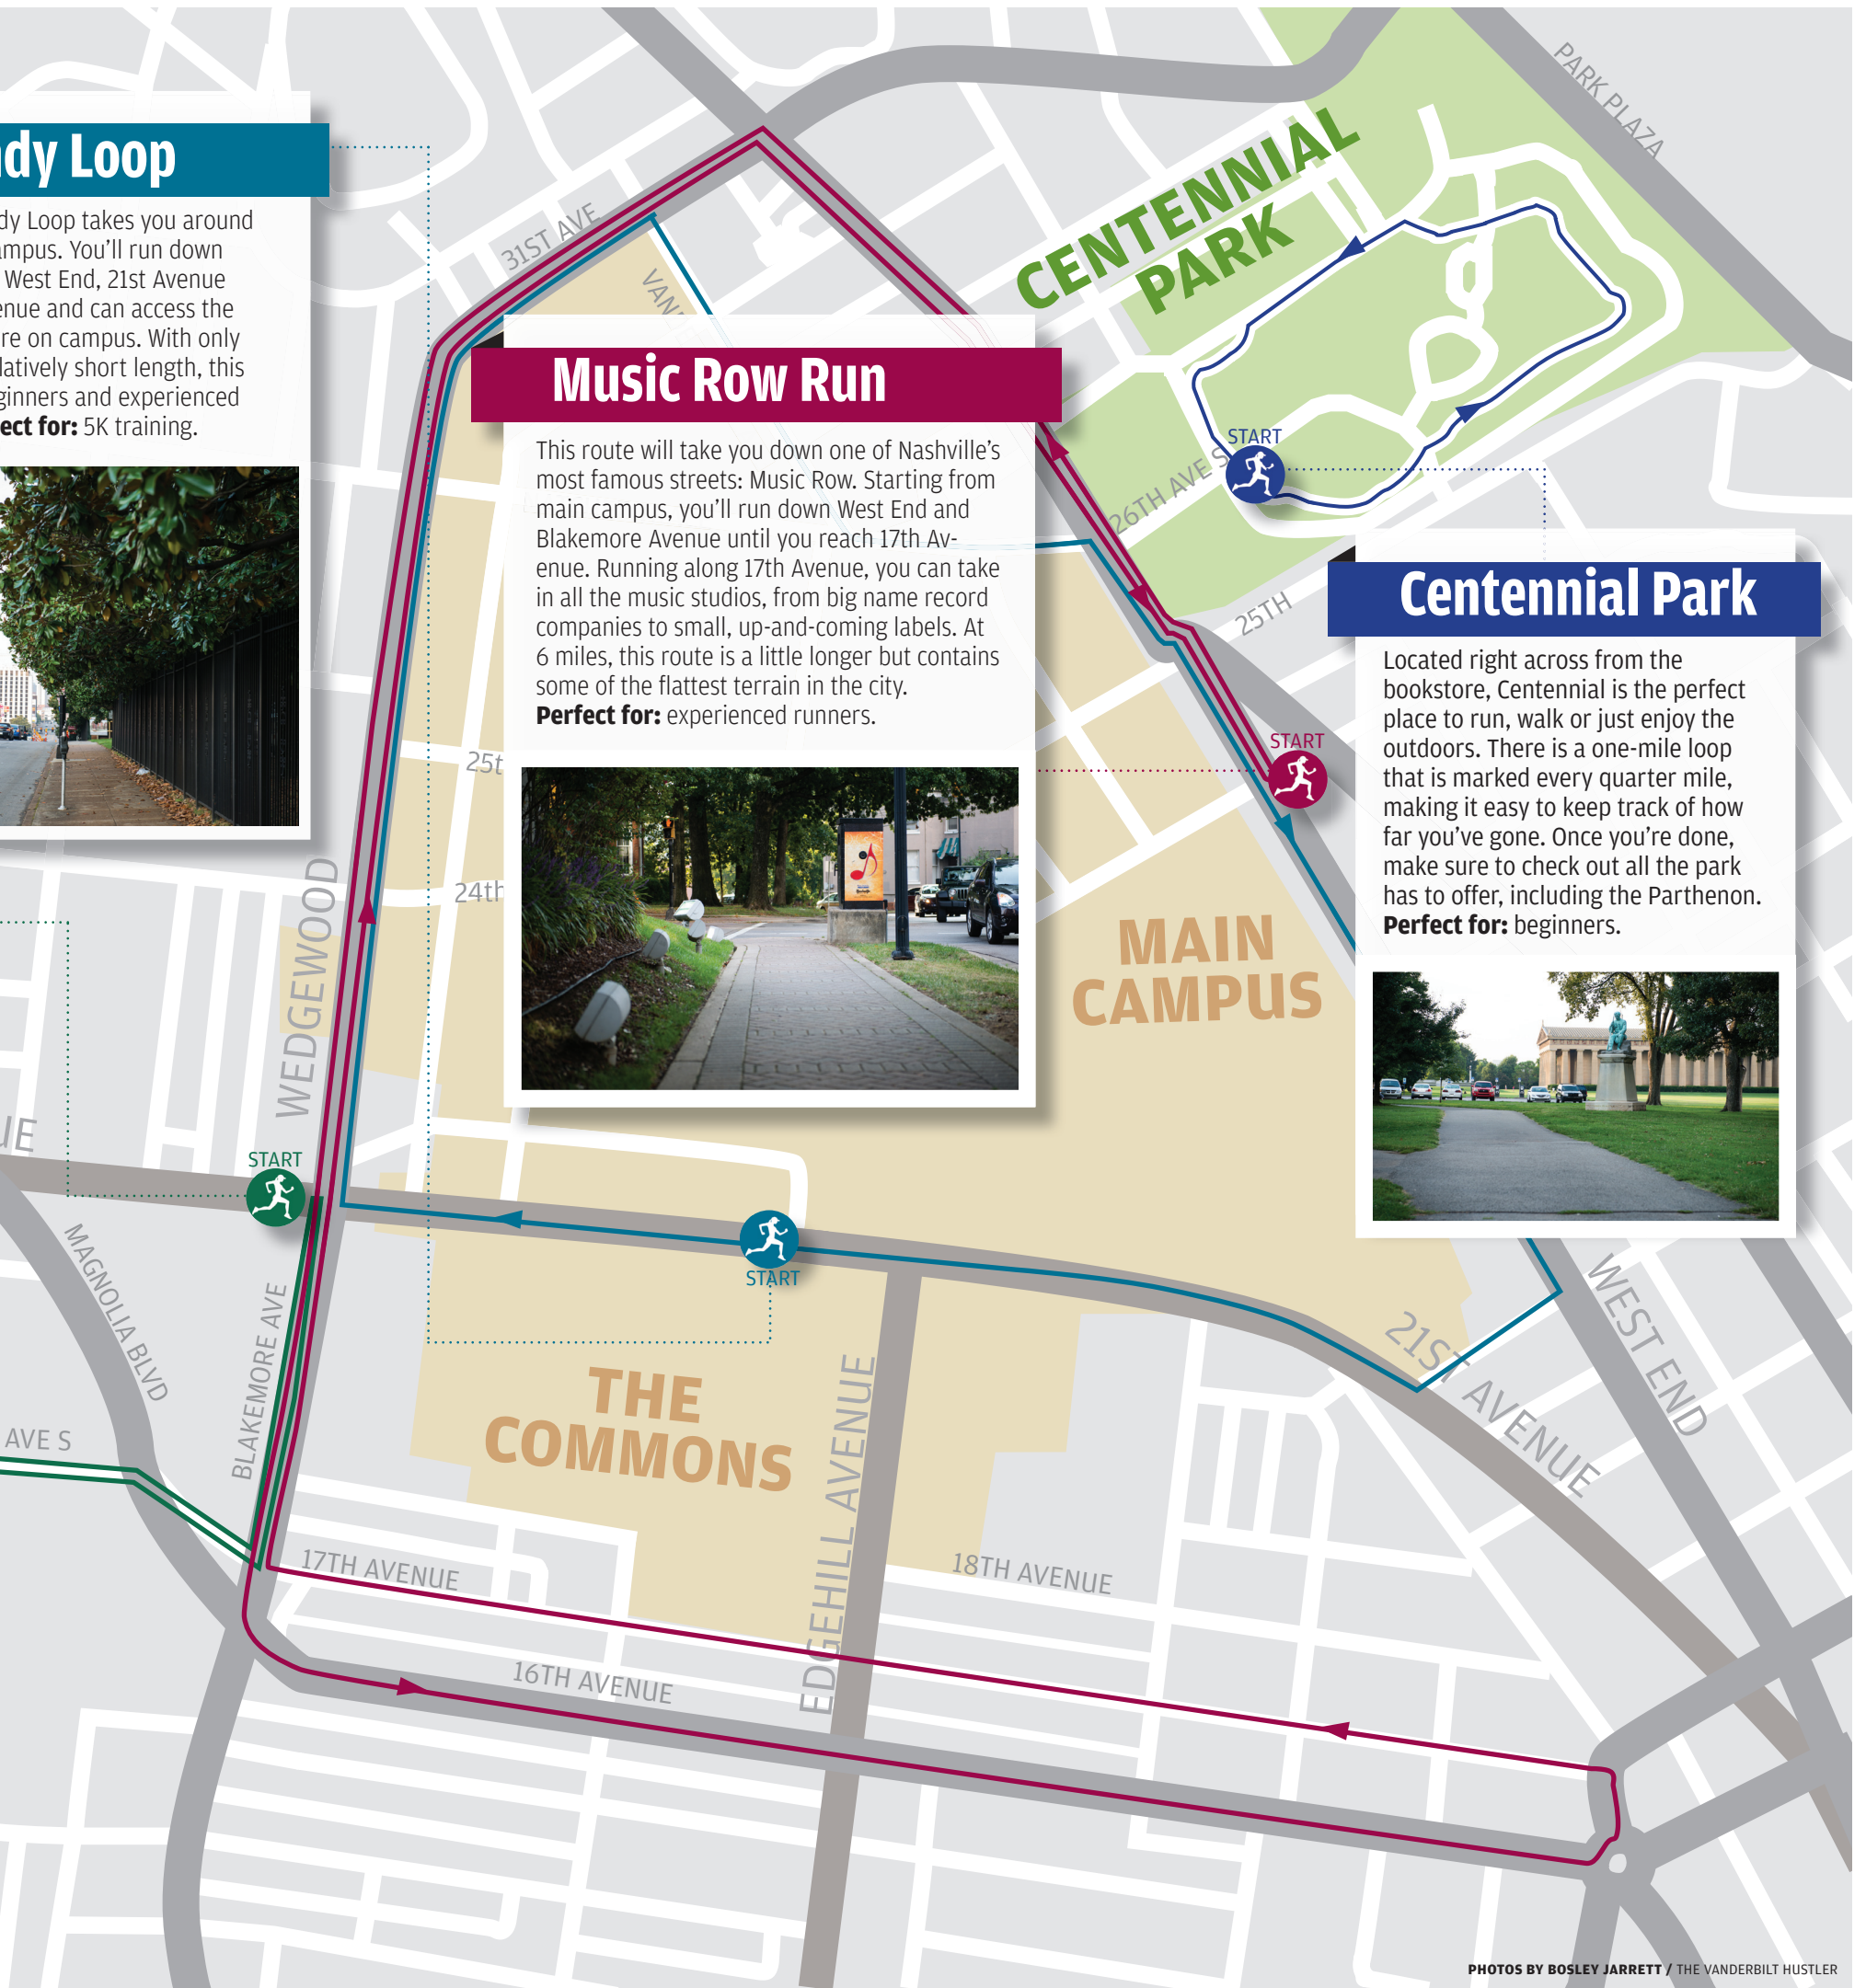 dy Loop
dy Loop takes you around
ampus. You'll run down
West End, 21st Avenue
enue and can access the
re on campus. With only
latively short length, this
ginners and experienced
ect for: 5K training.
Music Row Run
This route will take you down one of Nashville's
most famous streets: Music Row. Starting from
main campus, you'll run down West End and
Blakemore Avenue until you reach 17th Av-
enue. Running along 17th Avenue, you can take
in all the music studios, from big name record
companies to small, up-and-coming labels. At
6 miles, this route is a little longer but contains
some of the flattest terrain in the city.
Perfect for: experienced runners.
Centennial Park
Located right across from the
bookstore, Centennial is the perfect
place to run, walk or just enjoy the
outdoors. There is a one-mile loop
that is marked every quarter mile,
making it easy to keep track of how
far you've gone. Once you're done,
make sure to check out all the park
has to offer, including the Parthenon.
Perfect for: beginners.
PARK PLAZA
CENTENNIAL
PARK
31ST AVE
VAND
26TH AVE S
START
25TH
START
25t
24th
WEDGEWOOD
MAIN
CAMPUS
UE
START
START
MAGNOLIA BLVD
BLAKEMORE AVE
AVE S
THE
COMMONS
EDGEHILL AVENUE
21ST AVENUE
WEST END
17TH AVENUE
18TH AVENUE
16TH AVENUE
PHOTOS BY BOSLEY JARRETT / THE VANDERBILT HUSTLER